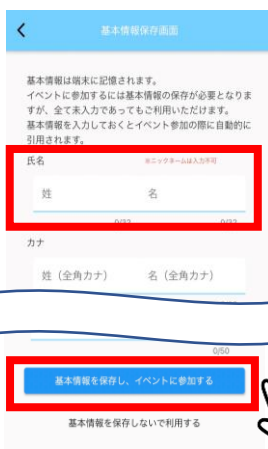 基本情報保存画面
基本情報は端末に記憶されます。
イベントに参加するには基本情報の保存が必要となりま
すが、全て未入力であってもご利用いただけます。
基本情報を入力しておくとイベント参加の際に自動的に
引用されます。
氏名 ※ニックネームは入力不可
姓 名
0/32 0/32
カナ
姓（全角カナ） 名（全角カナ）
0/50
基本情報を保存し、イベントに参加する
基本情報を保存しないで利用する